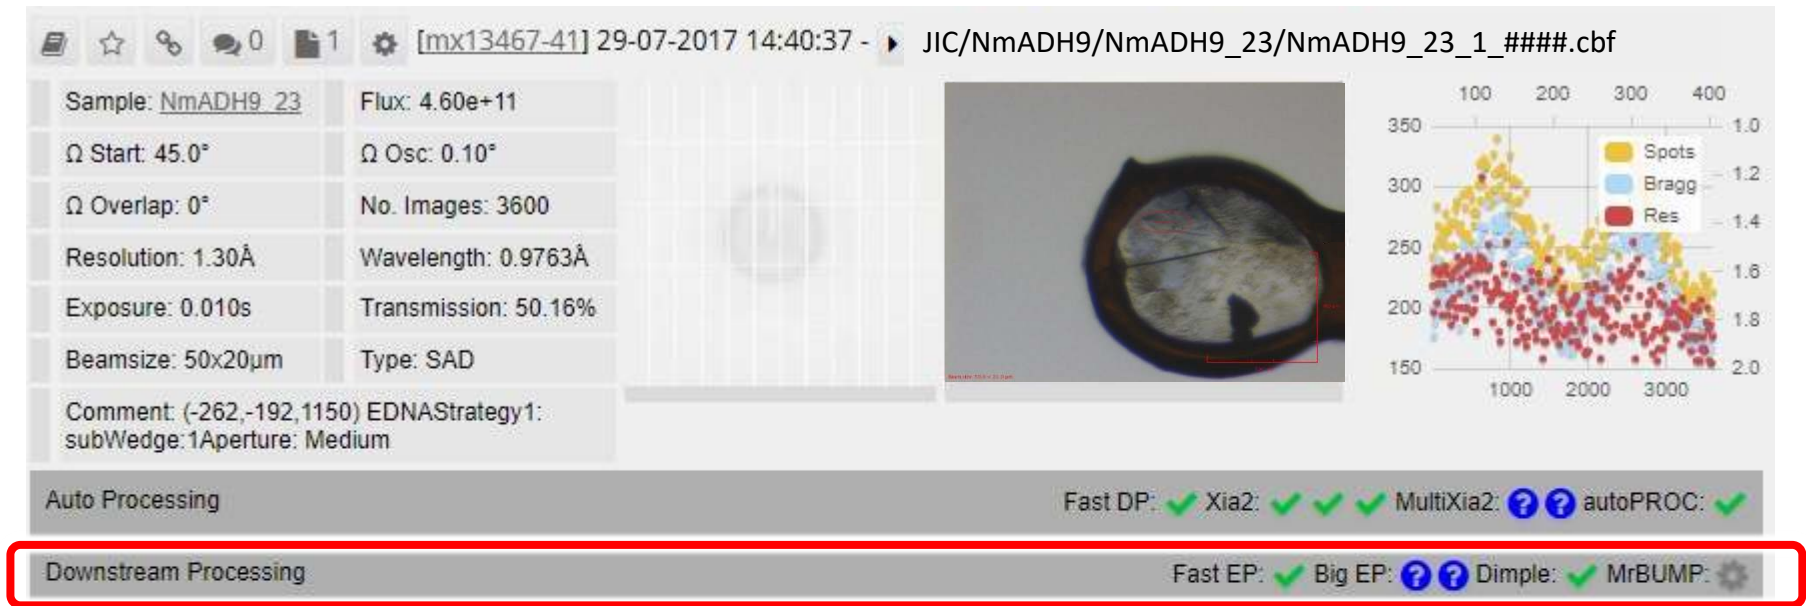 0 1 [mx13467-41] 29-07-2017 14:40:37 - JIC/NmADH9/NmADH9_23/NmADH9_23_1_####.cbf
Sample: NmADH9_23 Flux: 4.60e+11
Ω Start: 45.0° Ω Osc: 0.10°
Ω Overlap: 0° No. Images: 3600
Resolution: 1.30Å Wavelength: 0.9763Å
Exposure: 0.010s Transmission: 50.16%
Beamsize: 50x20µm Type: SAD
Comment: (-262,-192,1150) EDNAStrategy1:
subWedge:1Aperture: Medium
100 200 300 400
350 1.0
Spots
1.2
300 Bragg
Res
1.4
250
1.6
200
1.8
150 2.0
1000 2000 3000
Auto Processing Fast DP: Xia2: MultiXia2: ? ? autoPROC:
Downstream Processing Fast EP: Big EP: ? ? Dimple: MrBUMP: